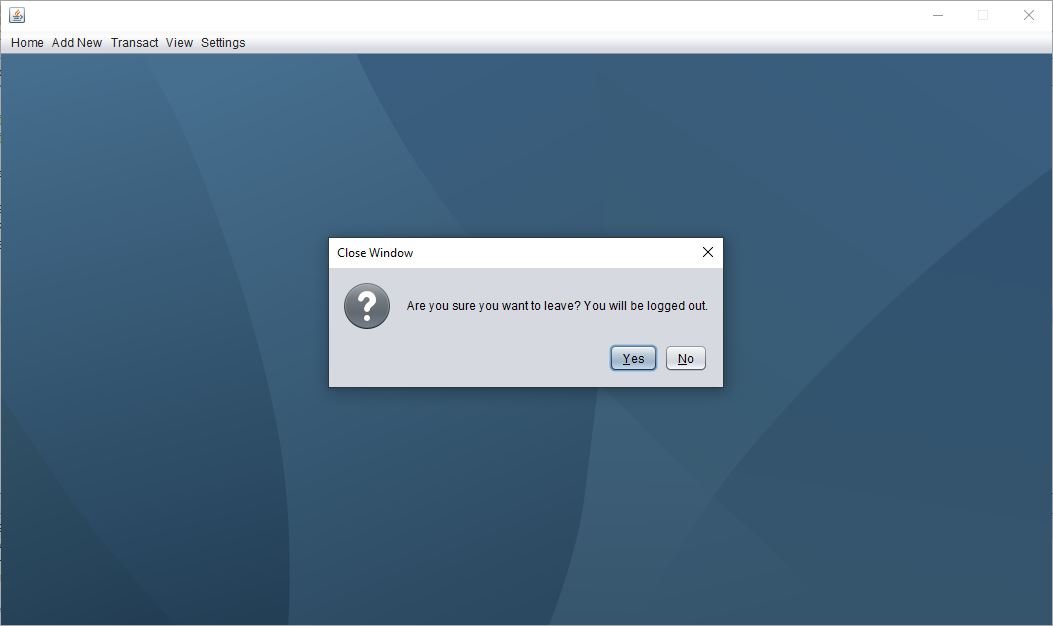 Home Add New Transact View Settings
Close Window
Are you sure you want to leave? You will be logged out.
Yes No